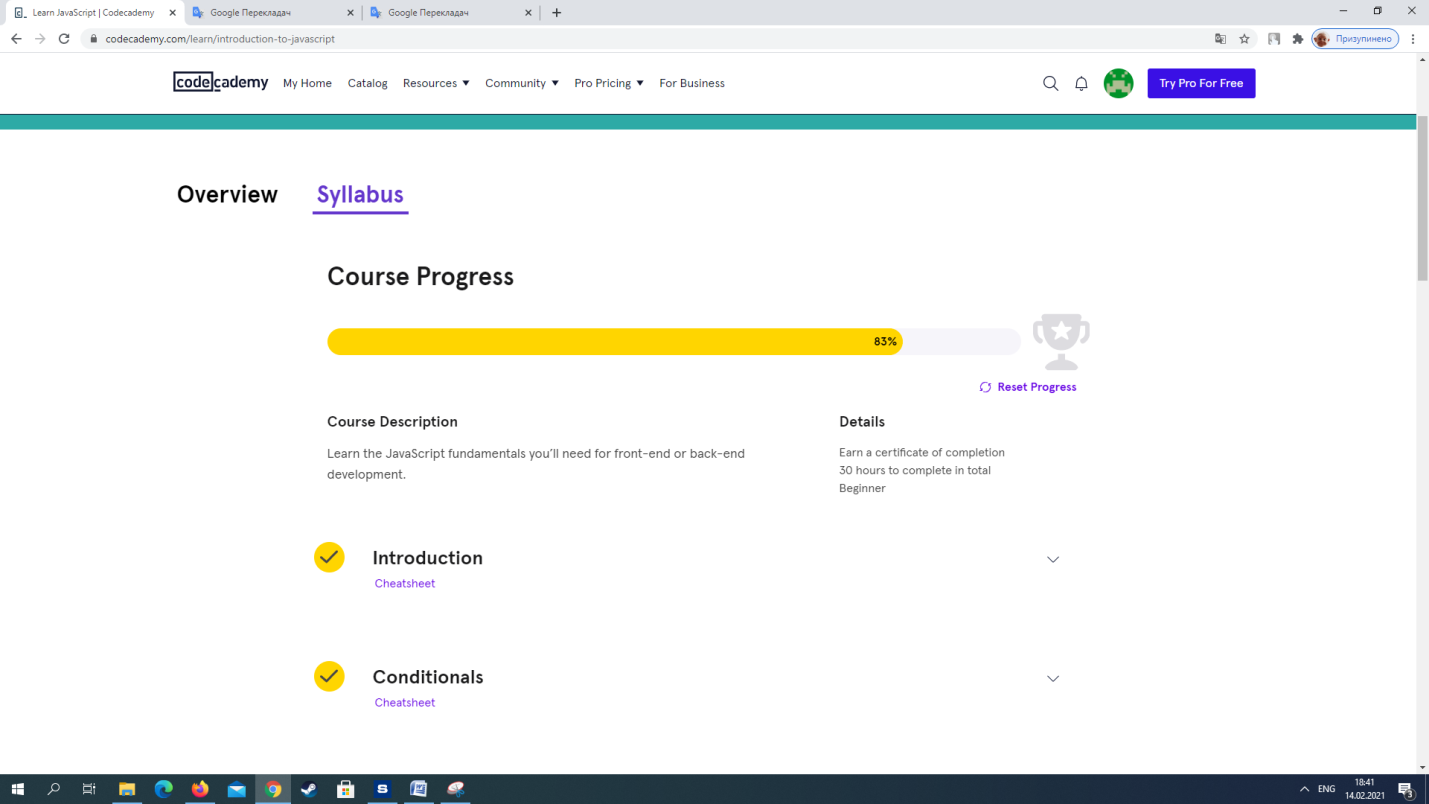 Learn JavaScript | Codecademy
Google Перекладач
Google Перекладач
codecademy.com/learn/introduction-to-javascript
Призупинено
codecademy
My Home
Catalog
Resources
Community
Pro Pricing
For Business
Try Pro For Free
Overview
Syllabus
Course Progress
83%
Reset Progress
Course Description
Learn the JavaScript fundamentals you'll need for front-end or back-end
development.
Details
Earn a certificate of completion
30 hours to complete in total
Beginner
Introduction
Cheatsheet
Conditionals
Cheatsheet
ENG
18:41
14.02.2021
3